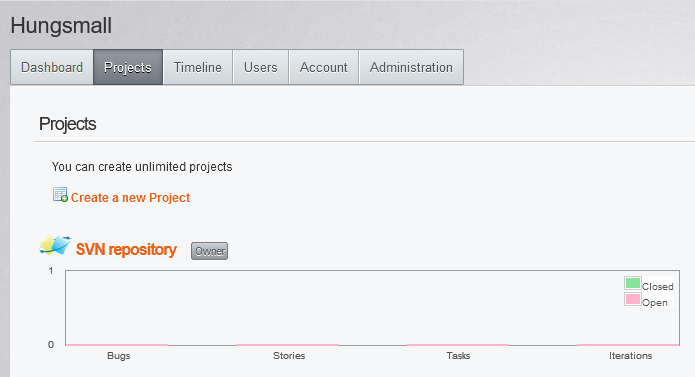 Hungsmall
Dashboard Projects Timeline Users Account Administration
Projects
You can create unlimited projects
Create a new Project
SVN repository Owner
1
Closed
Open
0
Bugs Stories Tasks Iterations